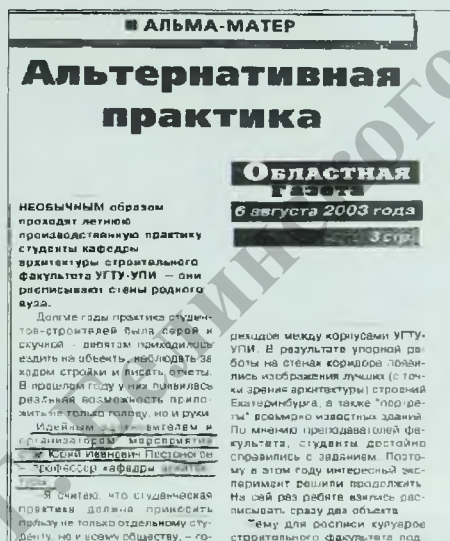 АЛЬМА-МАТЕР
Альтернативная
практика
ОБЛАСТНАЯ
газета
6 августа 2003 года
3 стр.
НЕОБЫЧНЫМ образом
проходят летнюю
производственную практику
студенты кафедры
архитектуры строительного
факультета УГТУ-УПИ — они
расписывают стены родного
вуза.
Долгие годы практика студен-
тов-строителей была серой и
скучной - ребятам приходилось
ездить на объекты, наблюдать за
ходом стройки и писать отчеты.
В прошлом году у них появилась
реальная возможность прило-
жить не только голову, но и руки.
Идейным вдохновителем и
организатором мероприятия
Юрий Иванович
профессор кафедры
Я считаю, что студенческая
практика должна приносить
пользу не только отдельному сту-
денту, но и всему обществу, – го-
реходов между корпусами УГТУ-
УПИ. В результате упорной ра-
боты на стенах коридора появи-
лись изображения лучших (с точ-
ки зрения архитектуры) строений
Екатеринбурга, а также "портре-
ты" всемирно известных зданий.
По мнению преподавателей фа-
культета, студенты достойно
справились с заданием. Поэто-
му в этом году интересный экс-
перимент решили продолжить.
На сей раз ребята взялись рас-
писывать сразу два объекта.
Тему для росписи кулуаров
строительного факультета под-